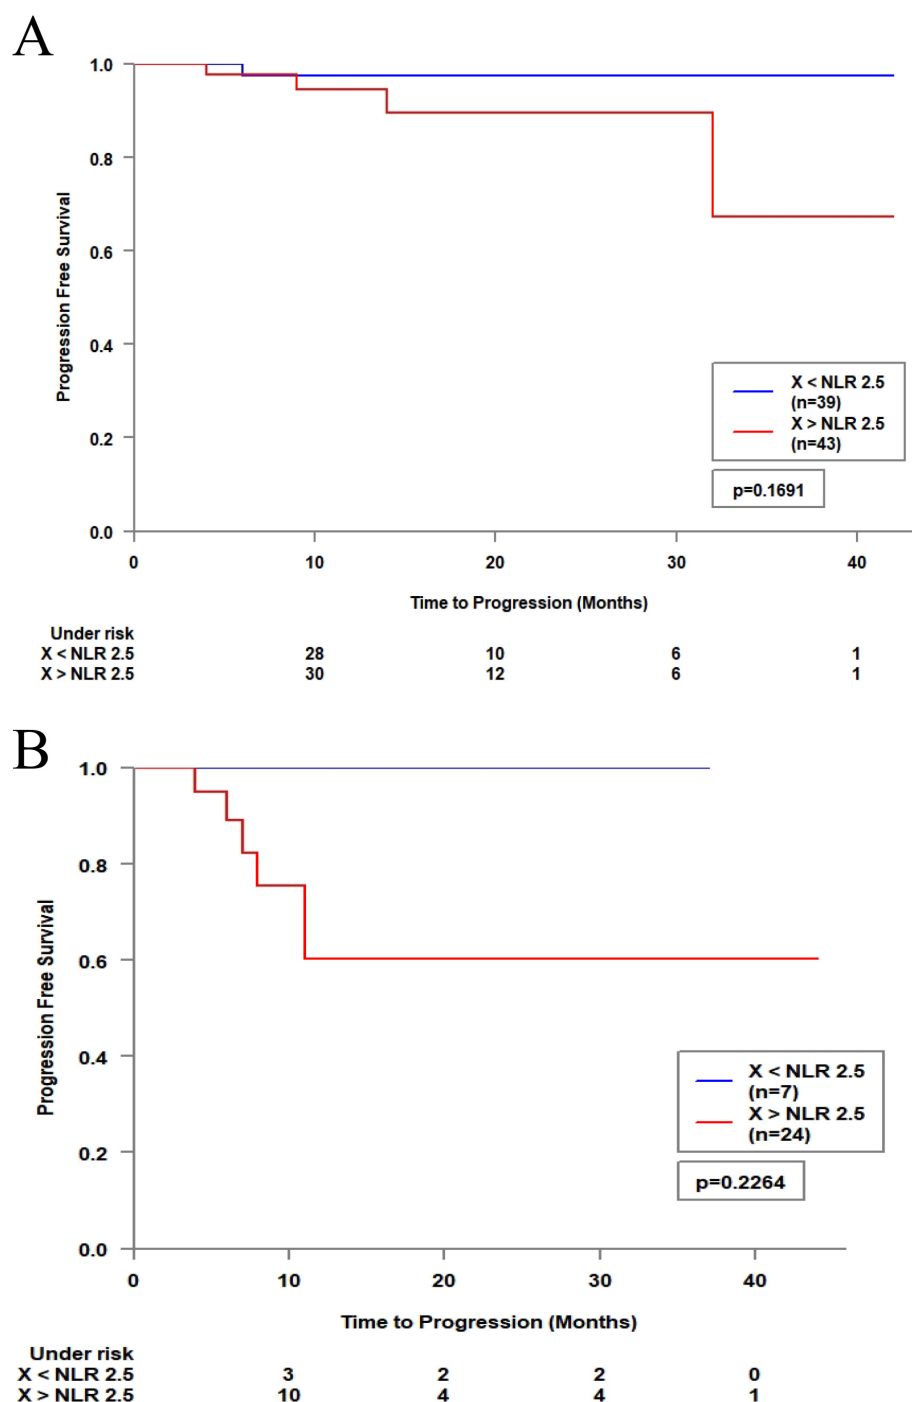 A
1.0
0.8
0.6
0.4
0.2
0.0
Progression Free Survival
X < NLR 2.5
(n=39)
X > NLR 2.5
(n=43)
p=0.1691
0 10 20 30 40
Time to Progression (Months)
Under risk
X < NLR 2.5 28 10 6 1
X > NLR 2.5 30 12 6 1
B
1.0
0.8
0.6
0.4
0.2
0.0
Progression Free Survival
X < NLR 2.5
(n=7)
X > NLR 2.5
(n=24)
p=0.2264
0 10 20 30 40
Time to Progression (Months)
Under risk
X < NLR 2.5 3 2 2 0
X > NLR 2.5 10 4 4 1